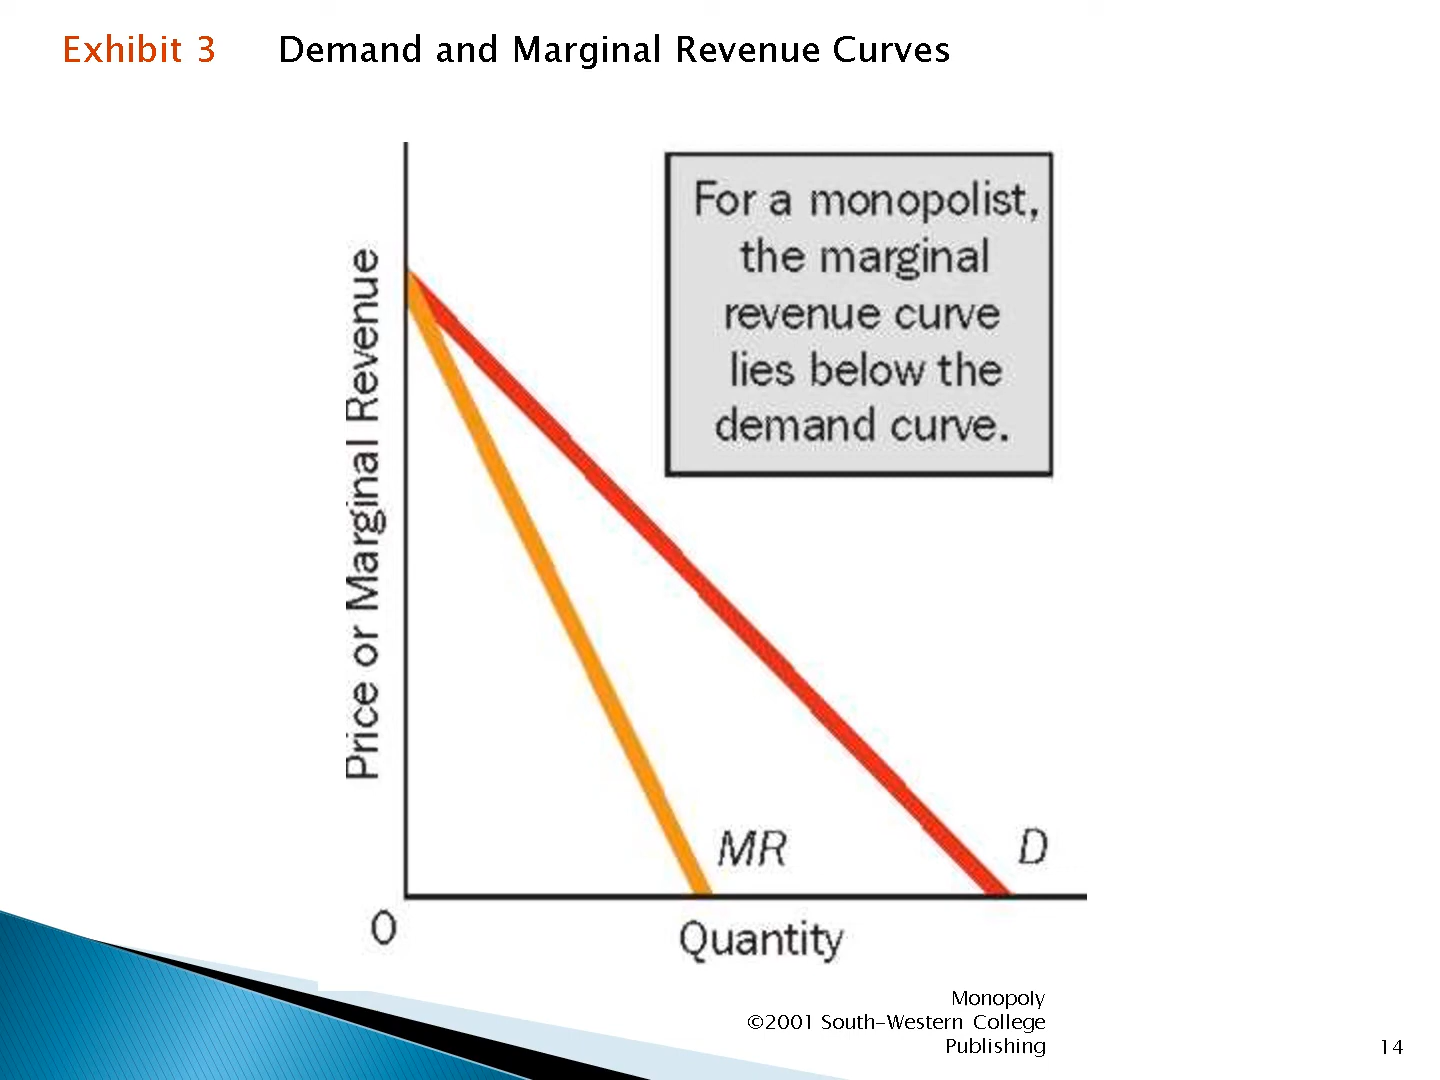 Exhibit 3 Demand and Marginal Revenue Curves
For a monopolist,
the marginal
revenue curve
lies below the
demand curve.
Price or Marginal Revenue
MR
D
0
Quantity
Monopoly
©2001 South-Western College
Publishing
14